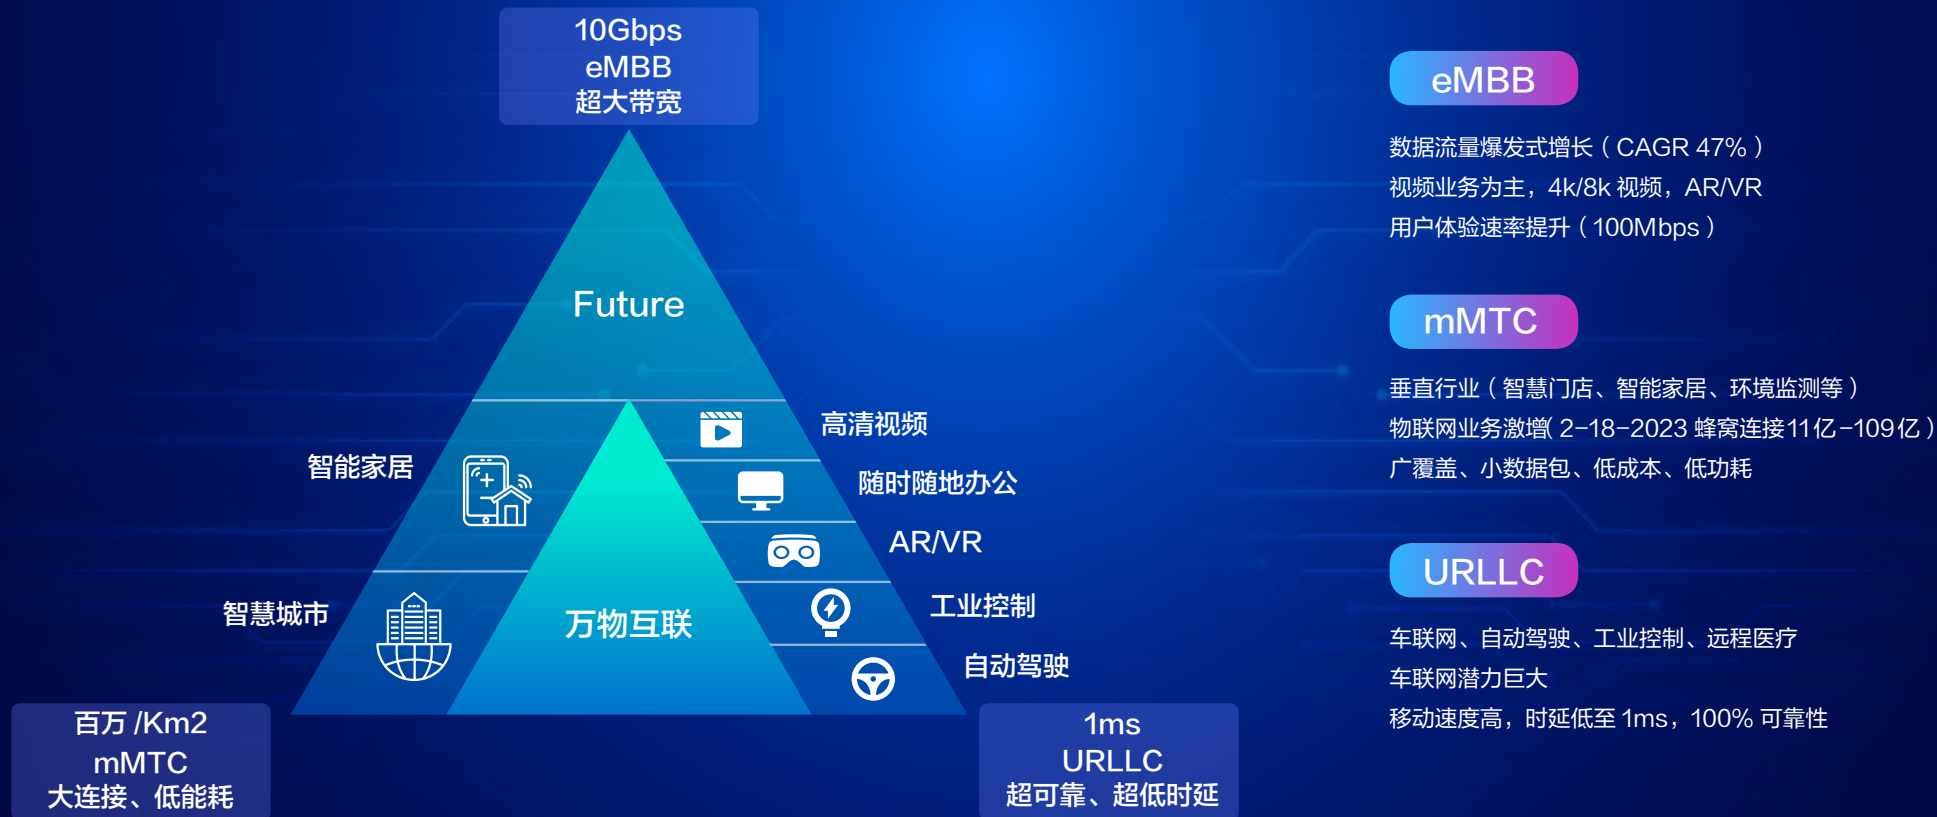 10Gbps
eMBB
超大带宽
Future
高清视频
智能家居
随时随地办公
AR/VR
智慧城市
万物互联
工业控制
自动驾驶
百万 /Km2
mMTC
大连接、低能耗
1ms
URLLC
超可靠、超低时延
eMBB
数据流量爆发式增长（ CAGR 47% ）
视频业务为主，4k/8k 视频，AR/VR
用户体验速率提升（ 100Mbps ）
mMTC
垂直行业（ 智慧门店、智能家居、环境监测等 ）
物联网业务激增( 2-18-2023 蜂窝连接11亿-109亿 ）
广覆盖、小数据包、低成本、低功耗
URLLC
车联网、自动驾驶、工业控制、远程医疗
车联网潜力巨大
移动速度高，时延低至 1ms，100% 可靠性